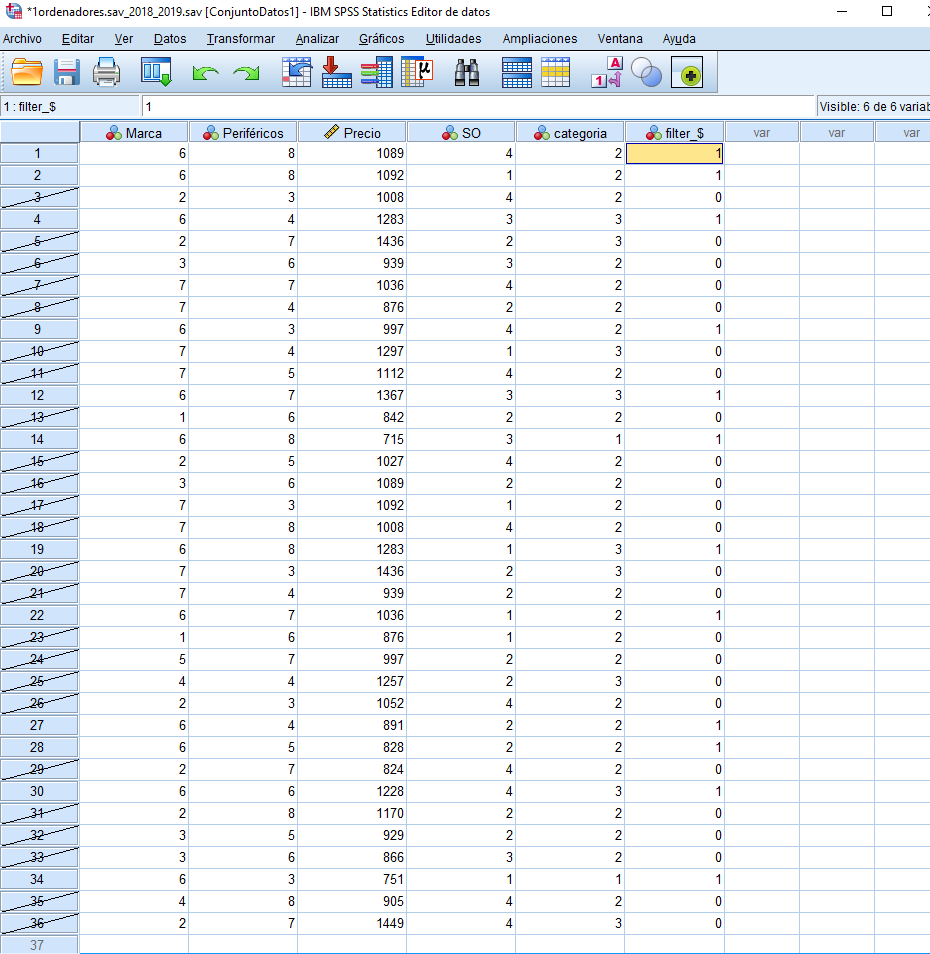 *1ordenadores.sav_2018_2019.sav [ConjuntoDatos1] - IBM SPSS Statistics Editor de datos
Archivo Editar Ver Datos Transformar Analizar Gráficos Utilidades Ampliaciones Ventana Ayuda
μ
A
1
1 : filter_$ 1 Visible: 6 de 6 variab
Marca Periféricos Precio SO categoria filter_$ var var var
1 6 8 1089 4 2 1
2 6 8 1092 1 2 1
3 2 3 1008 4 2 0
4 6 4 1283 3 3 1
5 2 7 1436 2 3 0
6 3 6 939 3 2 0
7 7 7 1036 4 2 0
8 7 4 876 2 2 0
9 6 3 997 4 2 1
10 7 4 1297 1 3 0
11 7 5 1112 4 2 0
12 6 7 1367 3 3 1
13 1 6 842 2 2 0
14 6 8 715 3 1 1
15 2 5 1027 4 2 0
16 3 6 1089 2 2 0
17 7 3 1092 1 2 0
18 7 8 1008 4 2 0
19 6 8 1283 1 3 1
20 7 3 1436 2 3 0
21 7 4 939 2 2 0
22 6 7 1036 1 2 1
23 1 6 876 1 2 0
24 5 7 997 2 2 0
25 4 4 1257 2 3 0
26 2 3 1052 4 2 0
27 6 4 891 2 2 1
28 6 5 828 2 2 1
29 2 7 824 4 2 0
30 6 6 1228 4 3 1
31 2 8 1170 2 2 0
32 3 5 929 2 2 0
33 3 6 866 3 2 0
34 6 3 751 1 1 1
35 4 8 905 4 2 0
36 2 7 1449 4 3 0
37